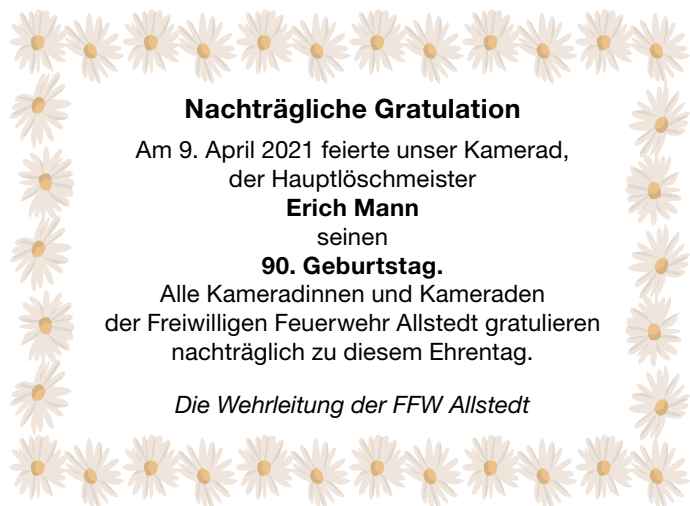 Nachträgliche Gratulation
Am 9. April 2021 feierte unser Kamerad,
der Hauptlöschmeister
Erich Mann
seinen
90. Geburtstag.
Alle Kameradinnen und Kameraden
der Freiwilligen Feuerwehr Allstedt gratulieren
nachträglich zu diesem Ehrentag.
Die Wehrleitung der FFW Allstedt